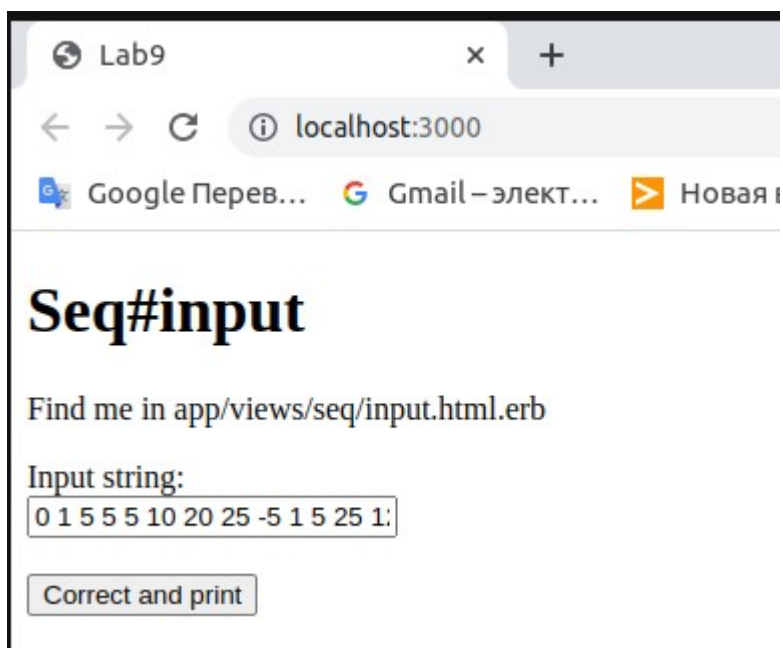 Lab9
localhost:3000
Google Перев... Gmail – элект... Новая
Seq#input
Find me in app/views/seq/input.html.erb
Input string:
0 1 5 5 5 10 20 25 -5 1 5 25
Correct and print